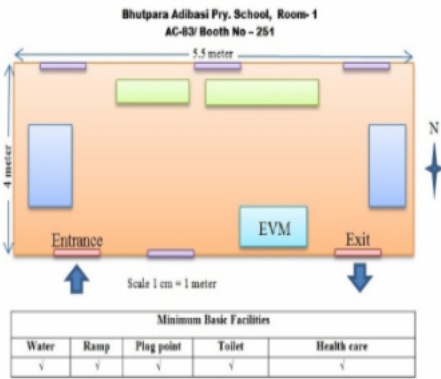 Bhutpara Adibasi Pry. School, Room- 1
AC-83/ Booth No – 251
5.5 meter
4 meter
N
EVM
Entrance
Exit
Scale 1 cm = 1 meter
Minimum Basic Facilities
Water Ramp Plug point Toilet Health care
√ √ √ √ √